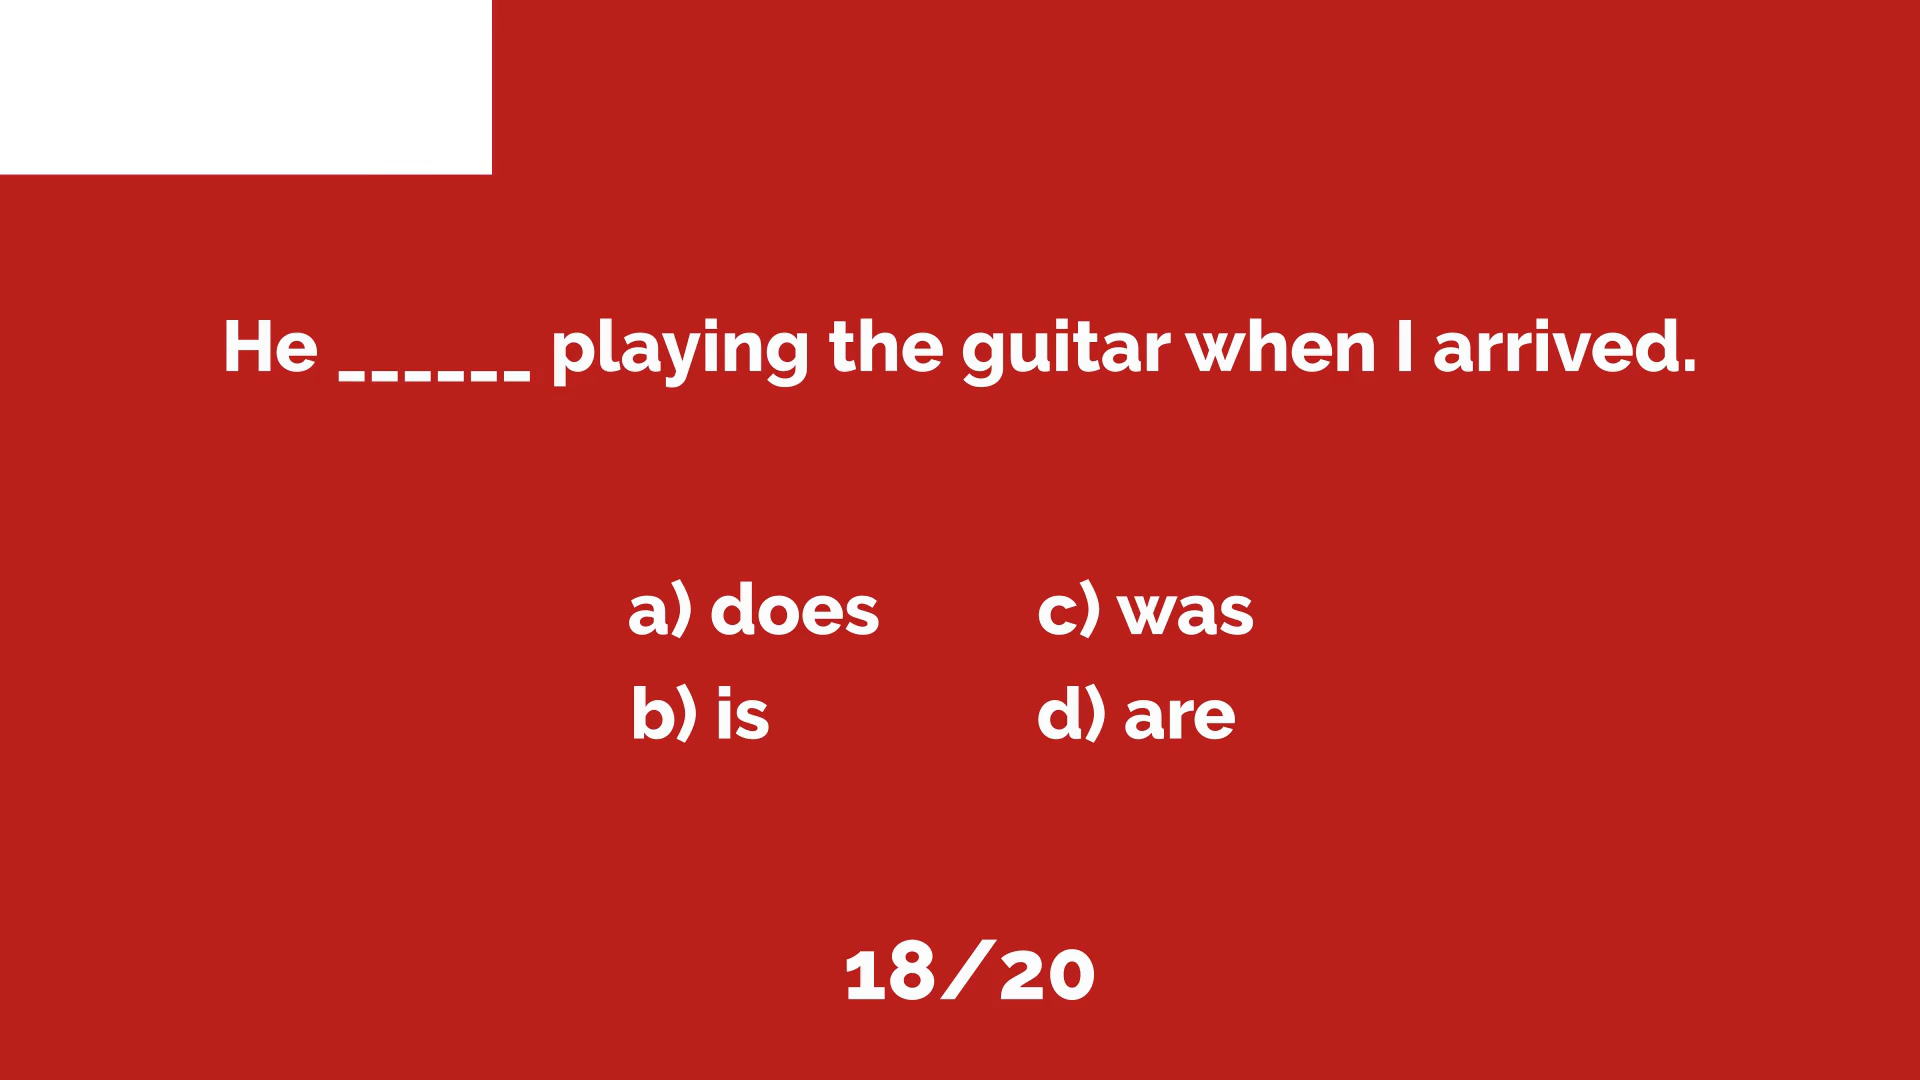 He ______ playing the guitar when I arrived.
a) does
b) is
c) was
d) are
18/20